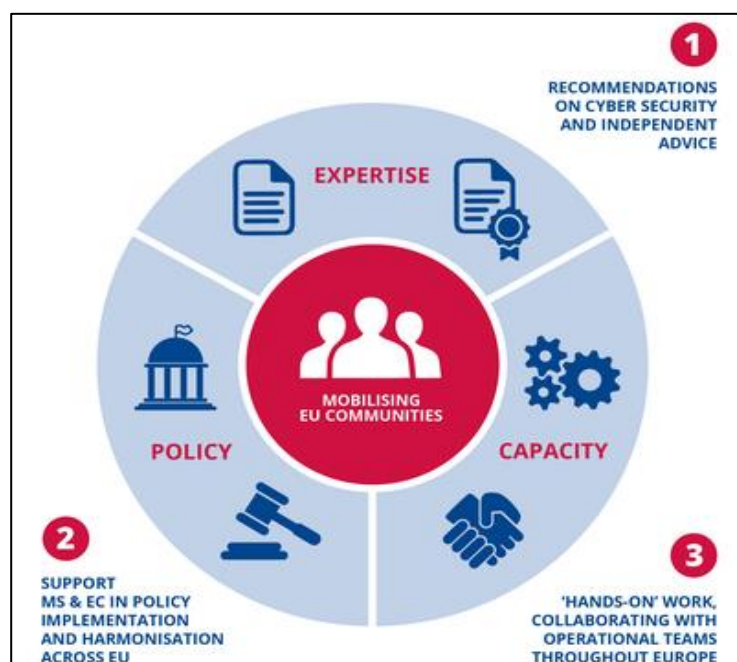 1
RECOMMENDATIONS
ON CYBER SECURITY
AND INDEPENDENT
ADVICE
EXPERTISE
MOBILISING
EU COMMUNITIES
POLICY
CAPACITY
2
SUPPORT
MS & EC IN POLICY
IMPLEMENTATION
AND HARMONISATION
ACROSS EU
3
'HANDS-ON' WORK,
COLLABORATING WITH
OPERATIONAL TEAMS
THROUGHOUT EUROPE